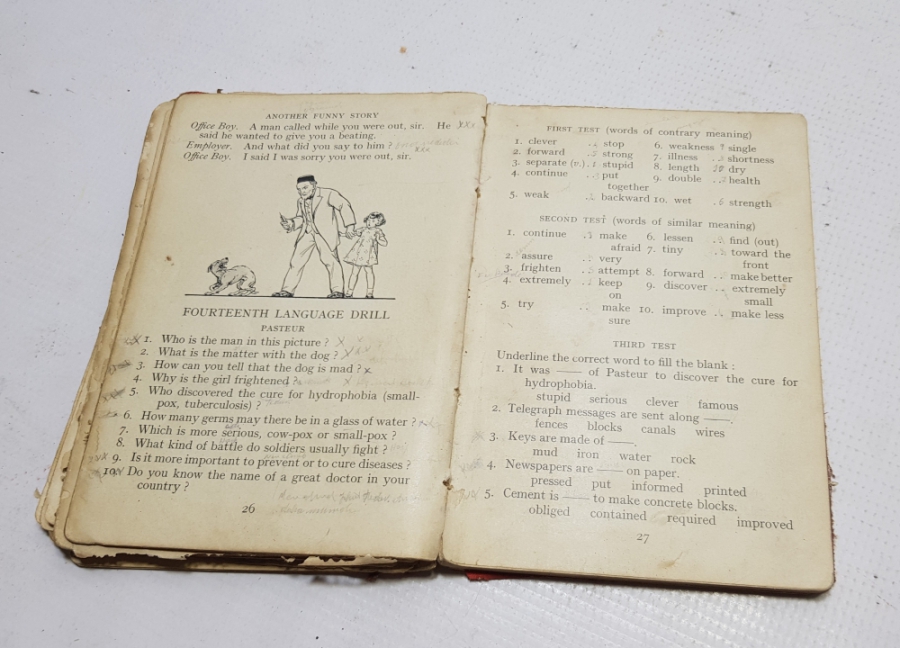 ANOTHER FUNNY STORY
Office Boy. A man called while you were out, sir. He xxx
said he wanted to give you a beating.
Employer. And what did you say to him ?
xxx
Office Boy. I said I was sorry you were out, sir.
FOURTEENTH LANGUAGE DRILL
PASTEUR
1. Who is the man in this picture ? x
2. What is the matter with the dog ?
3. How can you tell that the dog is mad ? x
4. Why is the girl frightened ?
5. Who discovered the cure for hydrophobia (small-
pox, tuberculosis) ?
6. How many germs may there be in a glass of water ?
7. Which is more serious, cow-pox or small-pox ?
8. What kind of battle do soldiers usually fight ?
9. Is it more important to prevent or to cure diseases ?
10. Do you know the name of a great doctor in your
country ?
26
FIRST TEST (words of contrary meaning)
1. clever .. stop 6. weakness ? single
2. forward .. strong 7. illness .. shortness
3. separate (v.) . stupid 8. length 10 dry
4. continue .. put 9. double .. health
together
5. weak .. backward 10. wet .6 strength
SECOND TEST (words of similar meaning)
1. continue .. make 6. lessen .. find (out)
afraid 7. tiny .. toward the
2. assure .. very front
3. frighten .. attempt 8. forward .. make better
4. extremely .. keep 9. discover .. extremely
on small
5. try .. make 10. improve .. make less
sure
THIRD TEST
Underline the correct word to fill the blank :
1. It was —— of Pasteur to discover the cure for
hydrophobia.
stupid serious clever famous
2. Telegraph messages are sent along ——.
fences blocks canals wires
3. Keys are made of ——.
mud iron water rock
4. Newspapers are —— on paper.
pressed put informed printed
5. Cement is —— to make concrete blocks.
obliged contained required improved
27